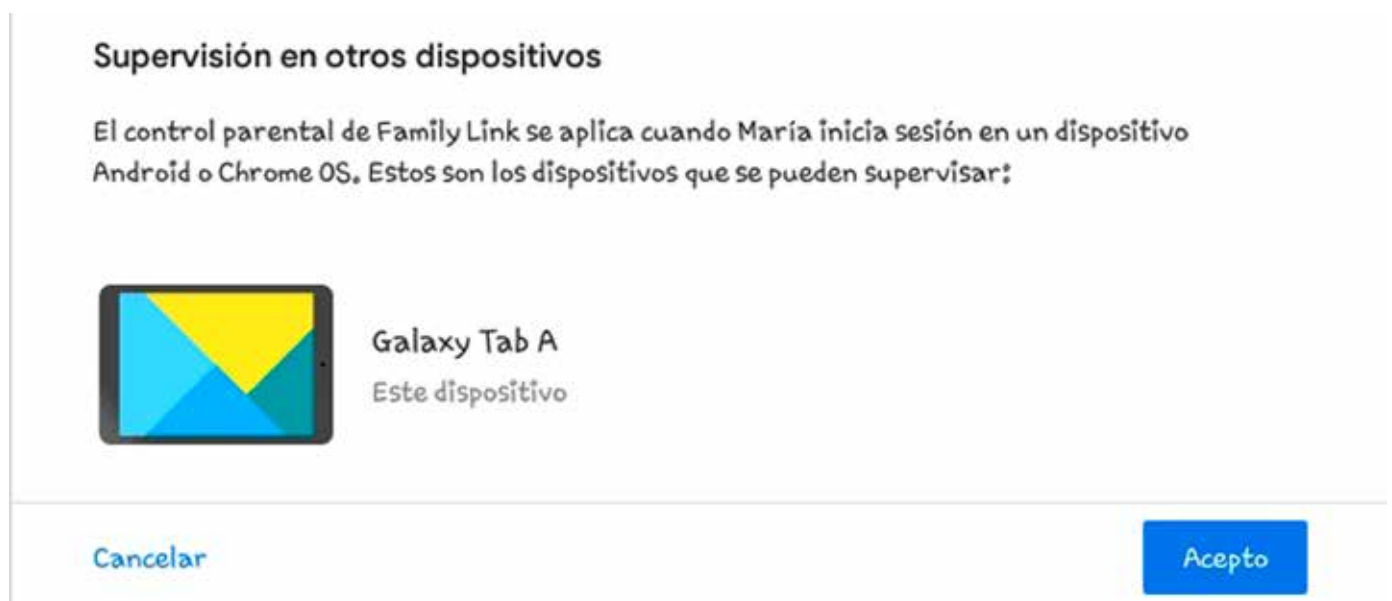 Supervisión en otros dispositivos
El control parental de Family Link se aplica cuando María inicia sesión en un dispositivo
Android o Chrome OS. Estos son los dispositivos que se pueden supervisar:
Galaxy Tab A
Este dispositivo
Cancelar
Acepto